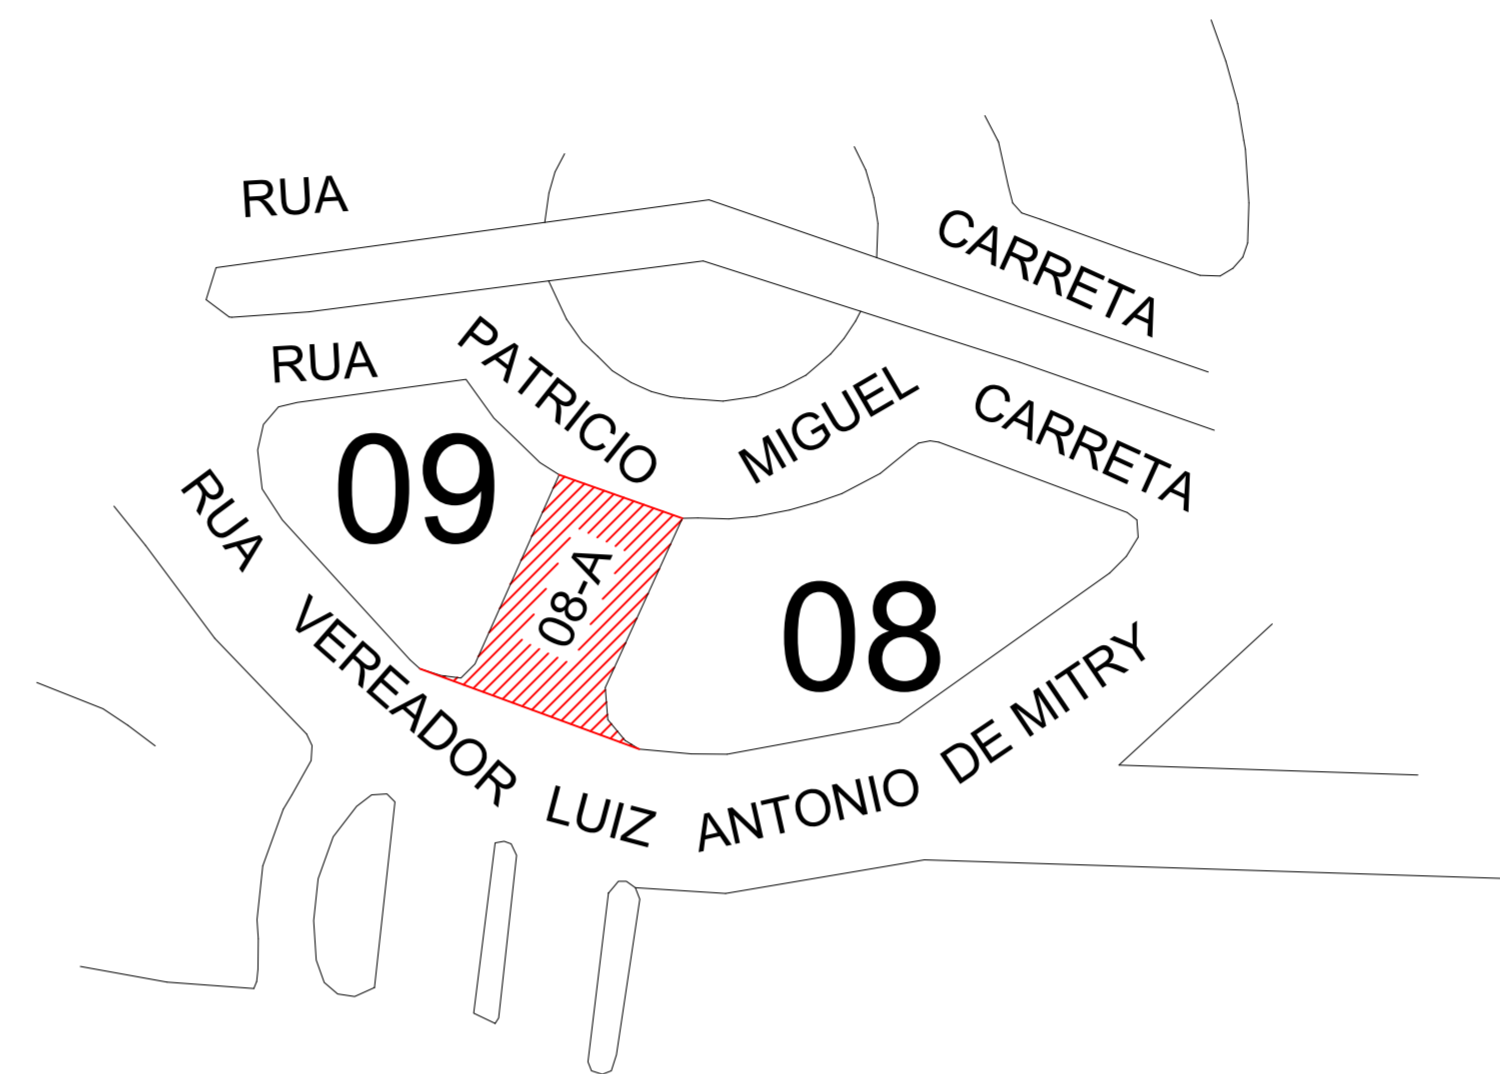 RUA
CARRETA
RUA PATRICIO MIGUEL CARRETA
09
08-A
08
RUA VEREADOR LUIZ ANTONIO DE MITRY